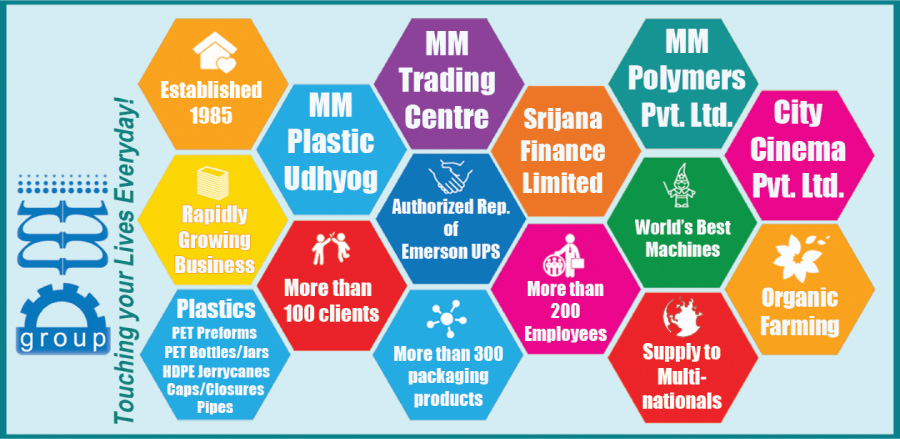 group
Touching your Lives Everyday!
Established
1985
Rapidly
Growing
Business
Plastics
PET Preforms
PET Bottles/Jars
HDPE Jerrycanes
Caps/Closures
Pipes
MM
Plastic
Udhyog
More than
100 clients
MM
Trading
Centre
Authorized Rep.
of
Emerson UPS
More than 300
packaging
products
Srijana
Finance
Limited
More than
200
Employees
MM
Polymers
Pvt. Ltd.
World's Best
Machines
Supply to
Multi-
nationals
City
Cinema
Pvt. Ltd.
Organic
Farming